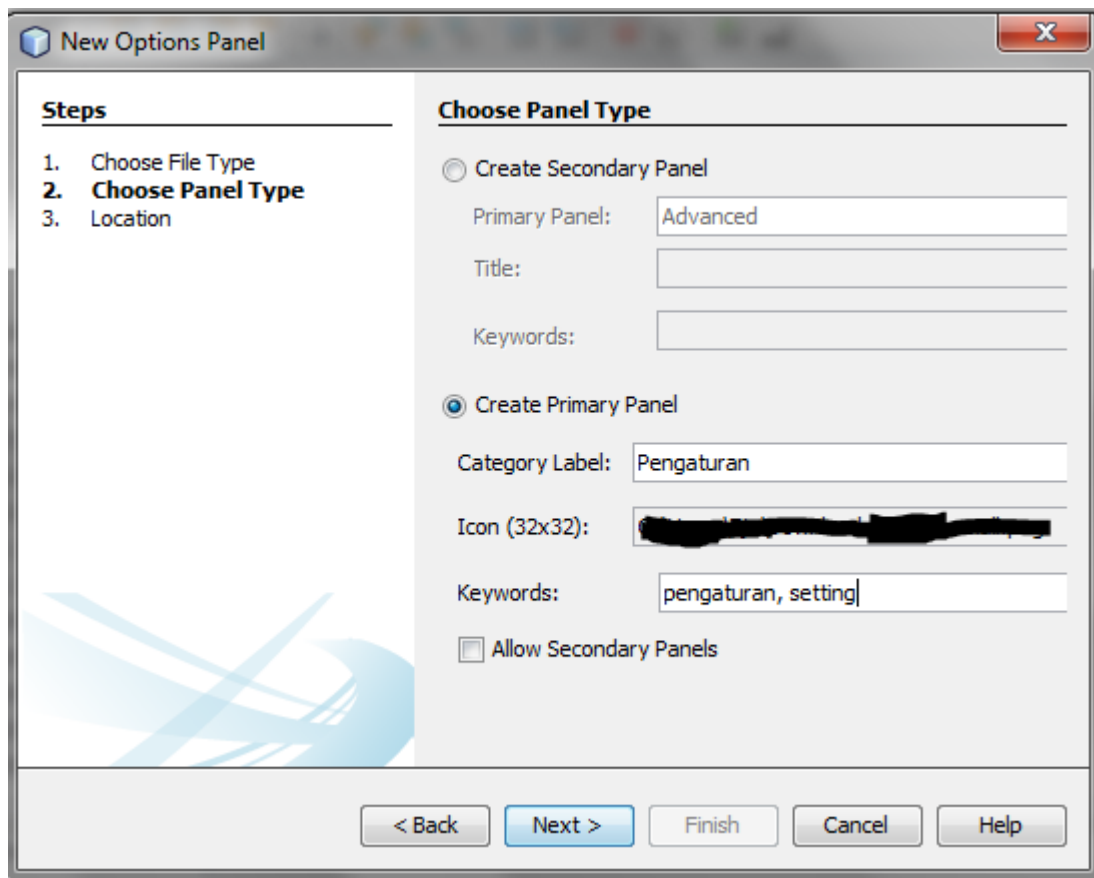 New Options Panel
Steps
1. Choose File Type
2. Choose Panel Type
3. Location
Choose Panel Type
Create Secondary Panel
Primary Panel: Advanced
Title:
Keywords:
Create Primary Panel
Category Label: Pengaturan
Icon (32x32):
Keywords: pengaturan, setting
Allow Secondary Panels
< Back Next > Finish Cancel Help